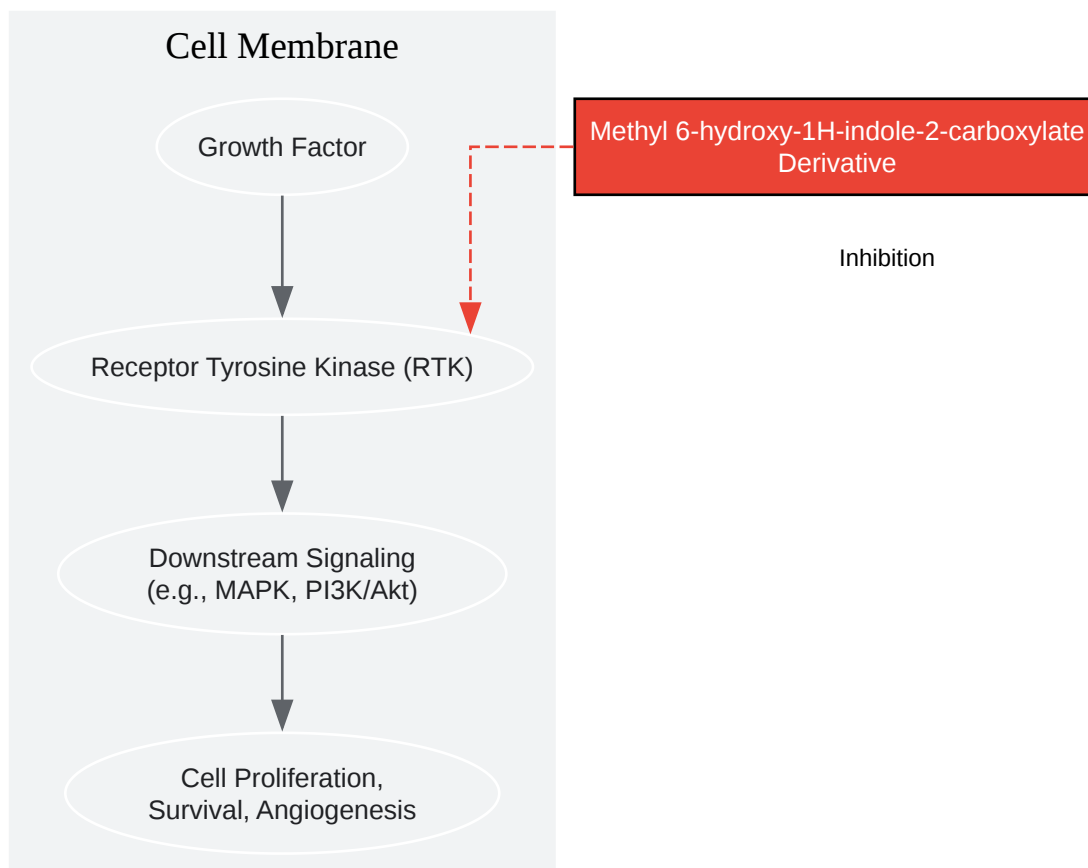 Cell Membrane
Growth Factor
Methyl 6-hydroxy-1H-indole-2-carboxylate
Derivative
Inhibition
Receptor Tyrosine Kinase (RTK)
Downstream Signaling
(e.g., MAPK, PI3K/Akt)
Cell Proliferation,
Survival, Angiogenesis